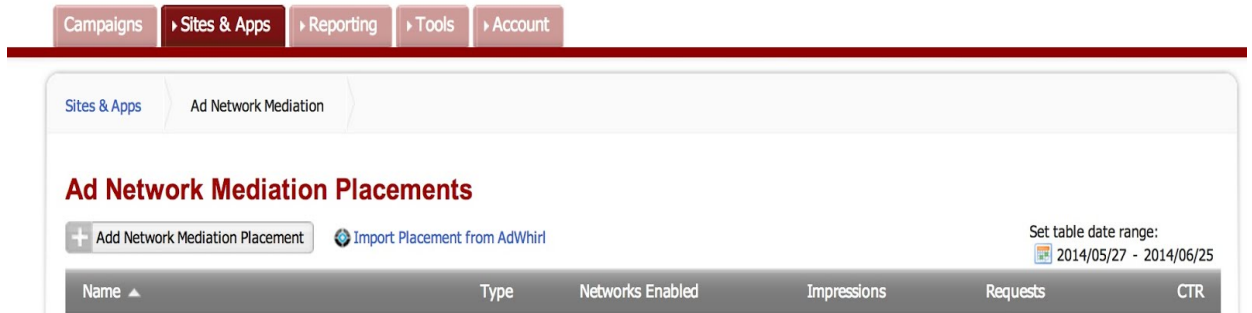 Campaigns Sites & Apps Reporting Tools Account
Sites & Apps Ad Network Mediation
Ad Network Mediation Placements
Add Network Mediation Placement Import Placement from AdWhirl
Set table date range:
2014/05/27 - 2014/06/25
Name Type Networks Enabled Impressions Requests CTR